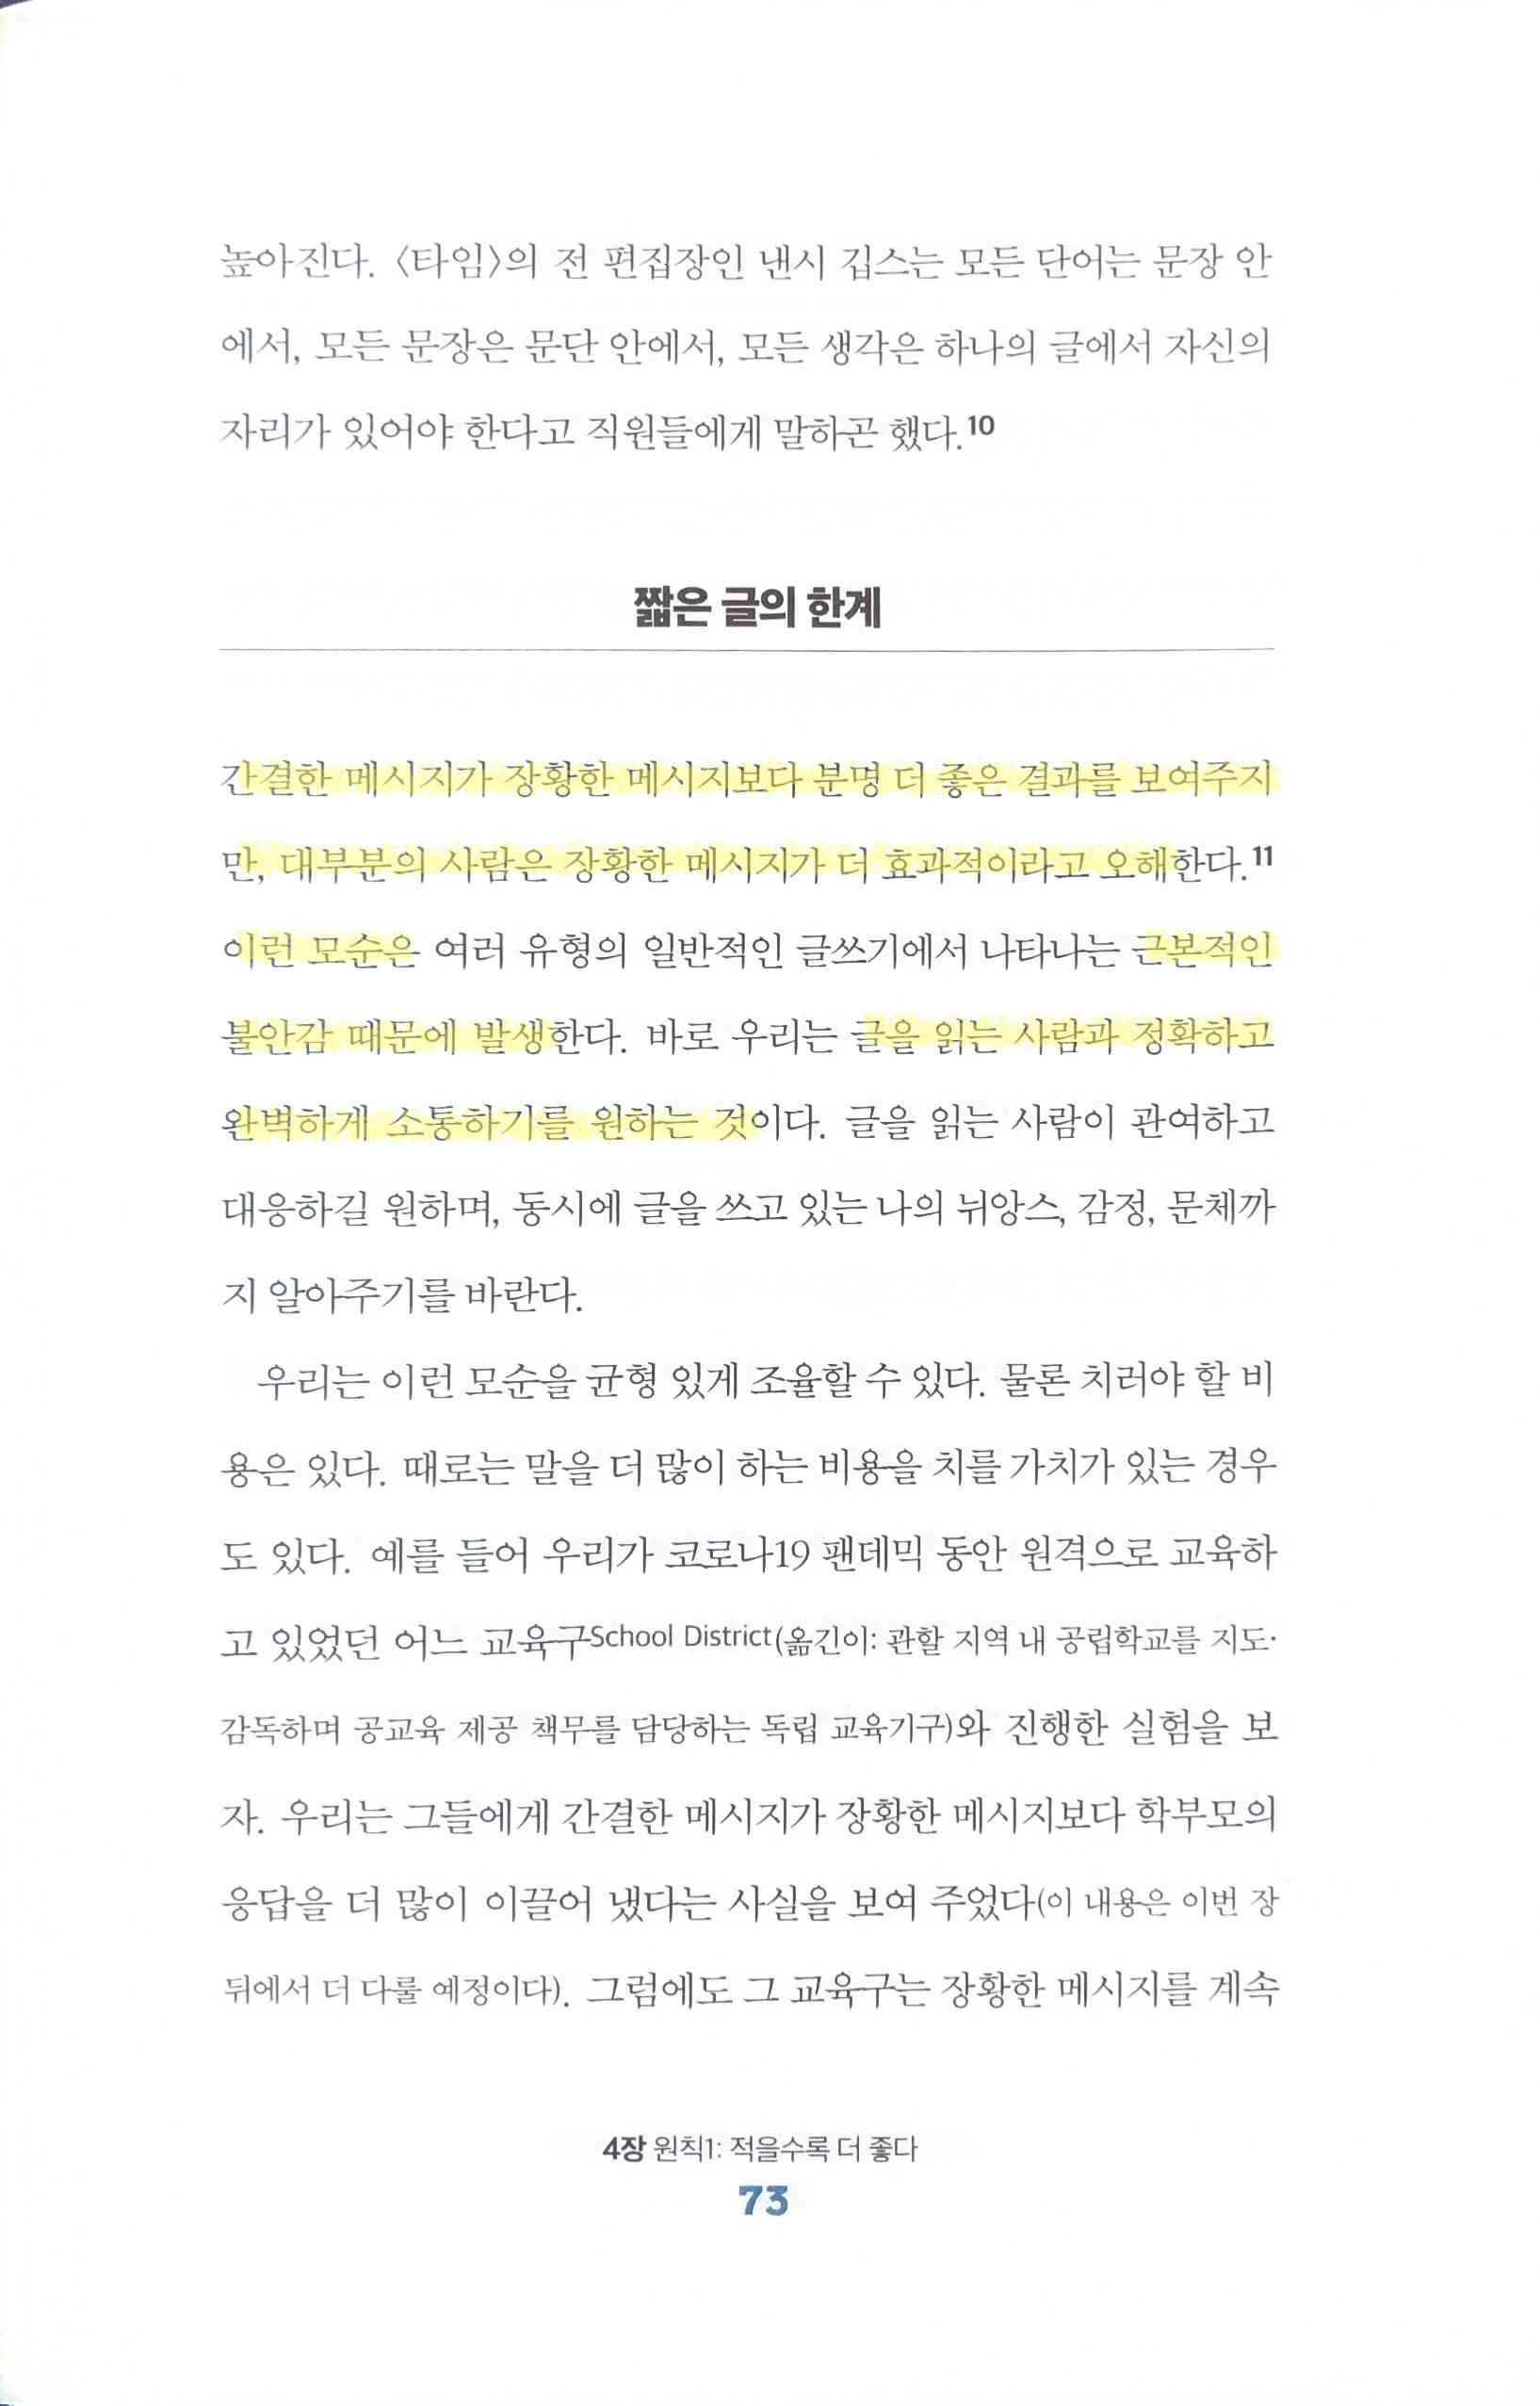 높아진다. 〈타임〉의 전 편집장인 낸시 깁스는 모든 단어는 문장 안
에서, 모든 문장은 문단 안에서, 모든 생각은 하나의 글에서 자신의
자리가 있어야 한다고 직원들에게 말하곤 했다.10
짧은 글의 한계
간결한 메시지가 장황한 메시지보다 분명 더 좋은 결과를 보여주지
만, 대부분의 사람은 장황한 메시지가 더 효과적이라고 오해한다.11
이런 모순은 여러 유형의 일반적인 글쓰기에서 나타나는 근본적인
불안감 때문에 발생한다. 바로 우리는 글을 읽는 사람과 정확하고
완벽하게 소통하기를 원하는 것이다. 글을 읽는 사람이 관여하고
대응하길 원하며, 동시에 글을 쓰고 있는 나의 뉘앙스, 감정, 문체까
지 알아주기를 바란다.
우리는 이런 모순을 균형 있게 조율할 수 있다. 물론 치러야 할 비
용은 있다. 때로는 말을 더 많이 하는 비용을 치를 가치가 있는 경우
도 있다. 예를 들어 우리가 코로나19 팬데믹 동안 원격으로 교육하
고 있었던 어느 교육구School District(옮긴이: 관할 지역 내 공립학교를 지도·
감독하며 공교육 제공 책무를 담당하는 독립 교육기구)와 진행한 실험을 보
자. 우리는 그들에게 간결한 메시지가 장황한 메시지보다 학부모의
응답을 더 많이 이끌어 냈다는 사실을 보여 주었다(이 내용은 이번 장
뒤에서 더 다룰 예정이다). 그럼에도 그 교육구는 장황한 메시지를 계속
4장 원칙1: 적을수록 더 좋다
73